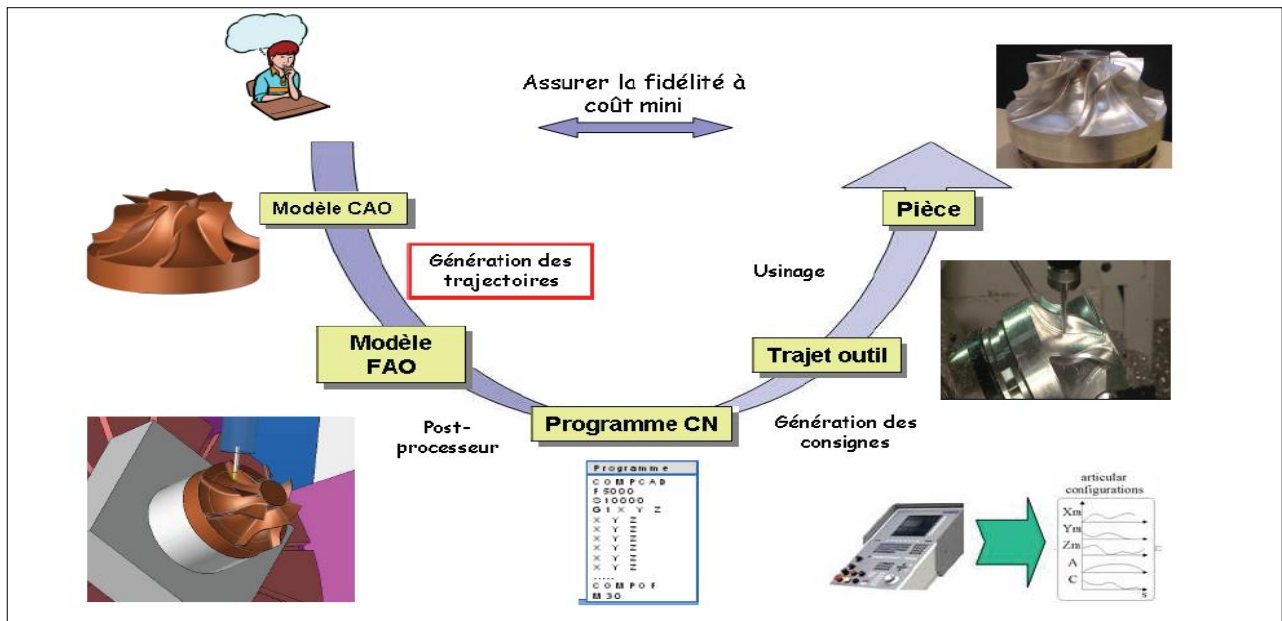 Assurer la fidélité à
coût mini
Modèle CAO
Pièce
Génération des
trajectoires
Usinage
Modèle
FAO
Trajet outil
Post-
processeur
Programme CN
Génération des
consignes
Programme
COMPCAD
F5000
S10000
G1 X Y Z
X Y Z
X Y Z
X Y Z
X Y Z
X Y Z
X Y Z
.....
COMPOF
M30
articular
configurations
Xm
Ym
Zm
A
C
s